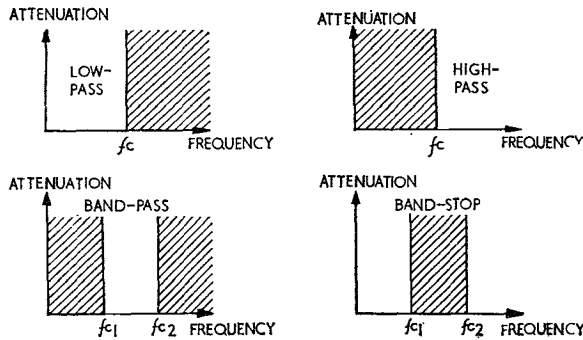 ATTENUATION
LOW-
PASS
fc FREQUENCY
ATTENUATION
HIGH-
PASS
fc FREQUENCY
ATTENUATION
BAND-PASS
fc1 fc2 FREQUENCY
ATTENUATION
BAND-STOP
fc1 fc2 FREQUENCY